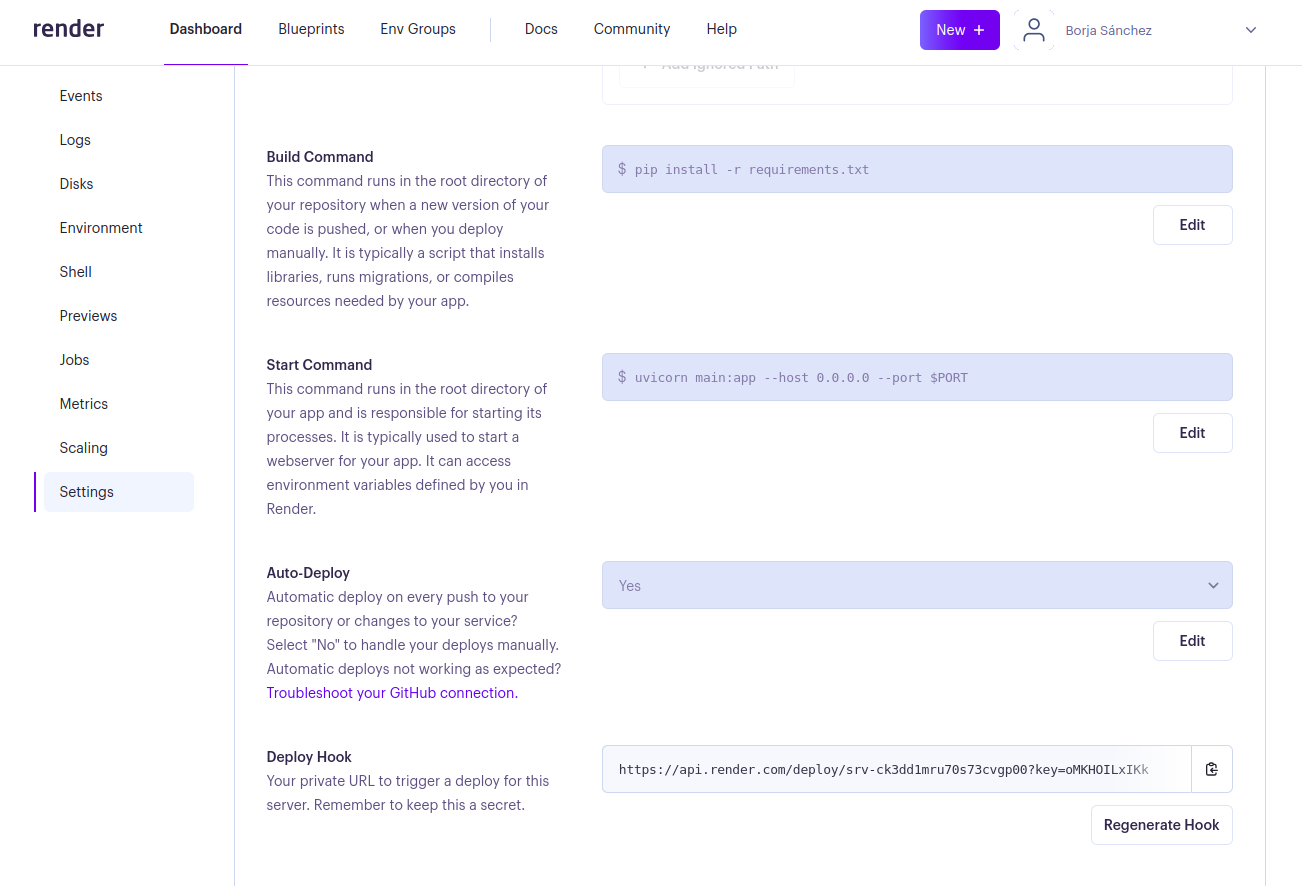 render
Dashboard
Blueprints
Env Groups
Docs
Community
Help
New +
Borja Sánchez
Events
Logs
Disks
Environment
Shell
Previews
Jobs
Metrics
Scaling
Settings
+ Add Ignored Path
Build Command
This command runs in the root directory of
your repository when a new version of your
code is pushed, or when you deploy
manually. It is typically a script that installs
libraries, runs migrations, or compiles
resources needed by your app.
$ pip install -r requirements.txt
Edit
Start Command
This command runs in the root directory of
your app and is responsible for starting its
processes. It is typically used to start a
webserver for your app. It can access
environment variables defined by you in
Render.
$ uvicorn main:app --host 0.0.0.0 --port $PORT
Edit
Auto-Deploy
Automatic deploy on every push to your
repository or changes to your service?
Select "No" to handle your deploys manually.
Automatic deploys not working as expected?
Troubleshoot your GitHub connection.
Yes
Edit
Deploy Hook
Your private URL to trigger a deploy for this
server. Remember to keep this a secret.
https://api.render.com/deploy/srv-ck3dd1mru70s73cvgp00?key=oMKHOILxIKk
Regenerate Hook